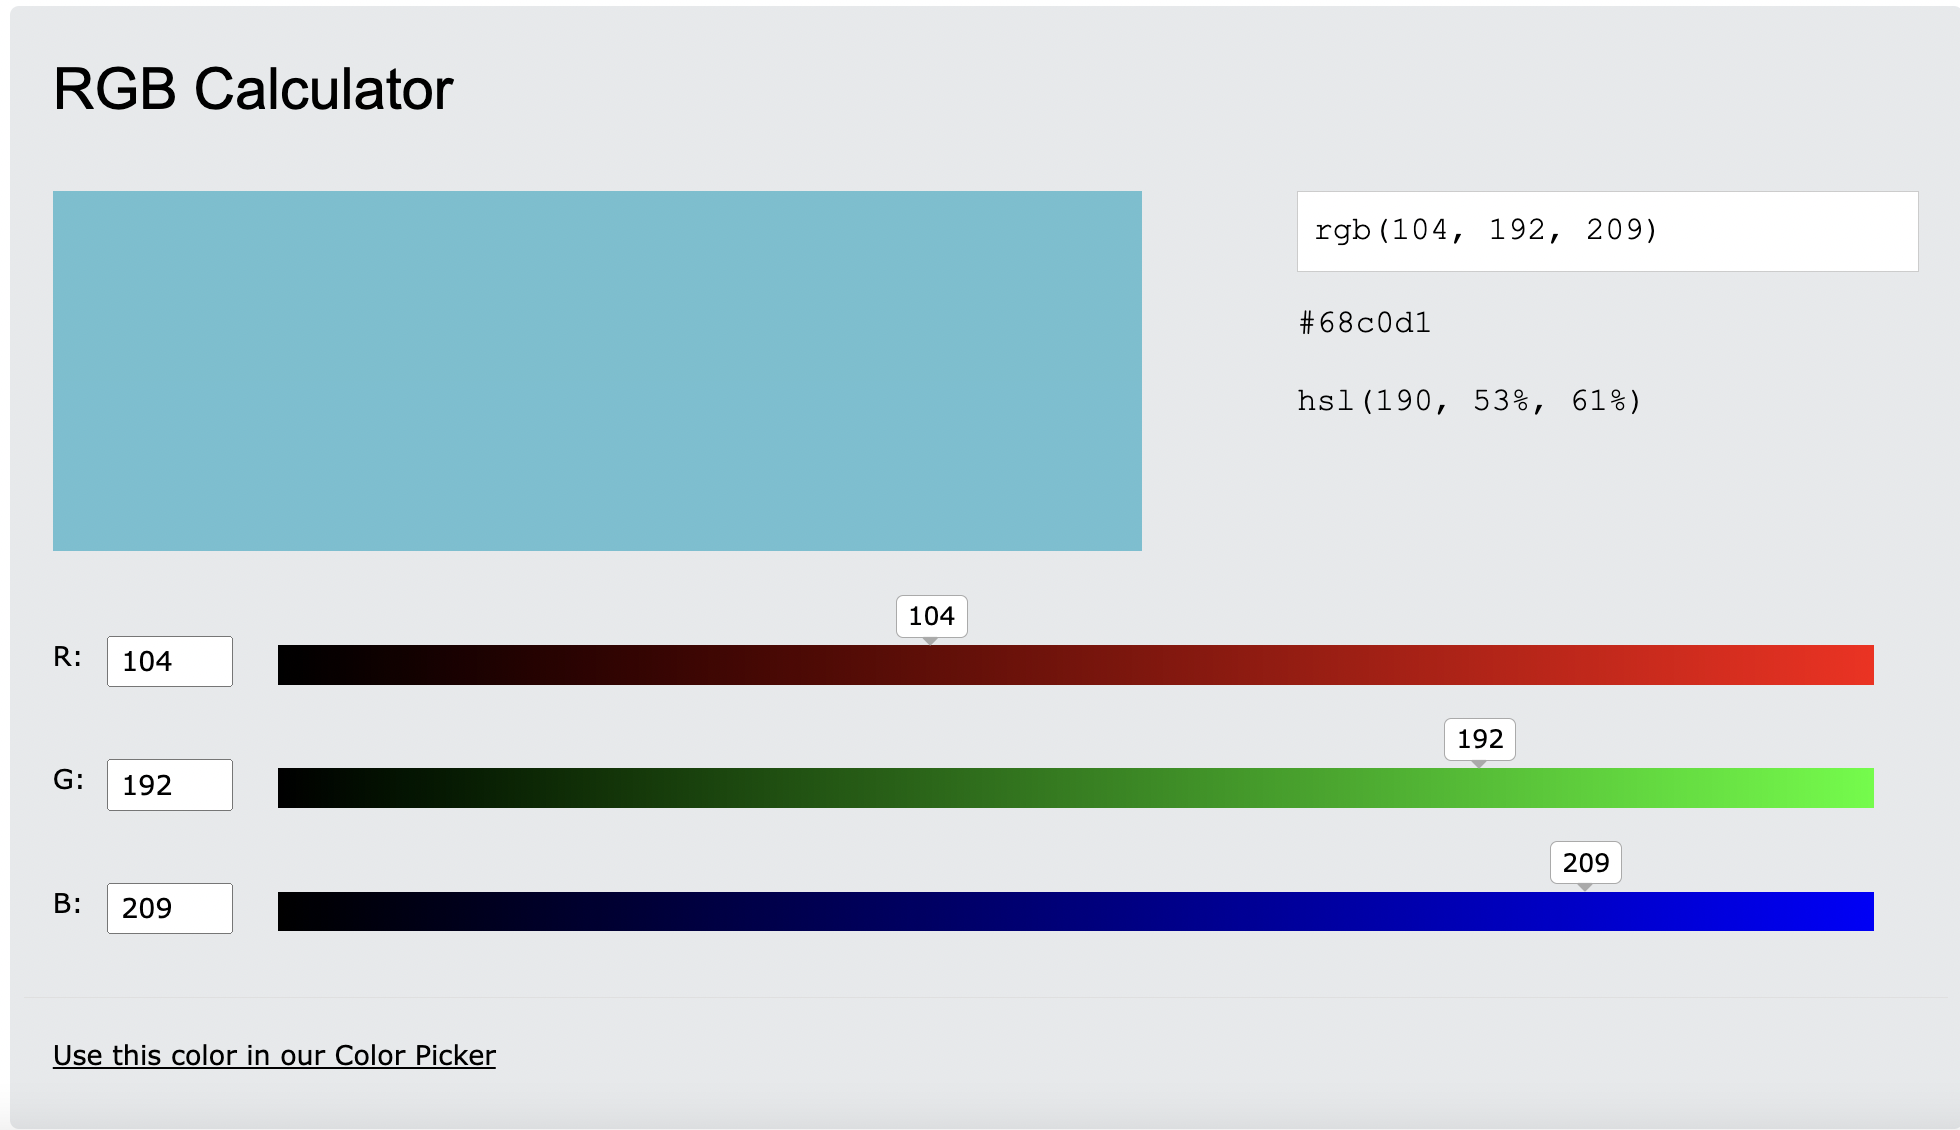 RGB Calculator
rgb(104, 192, 209)
#68c0d1
hsl(190, 53%, 61%)
104
R: 104
192
G: 192
209
B: 209
Use this color in our Color Picker